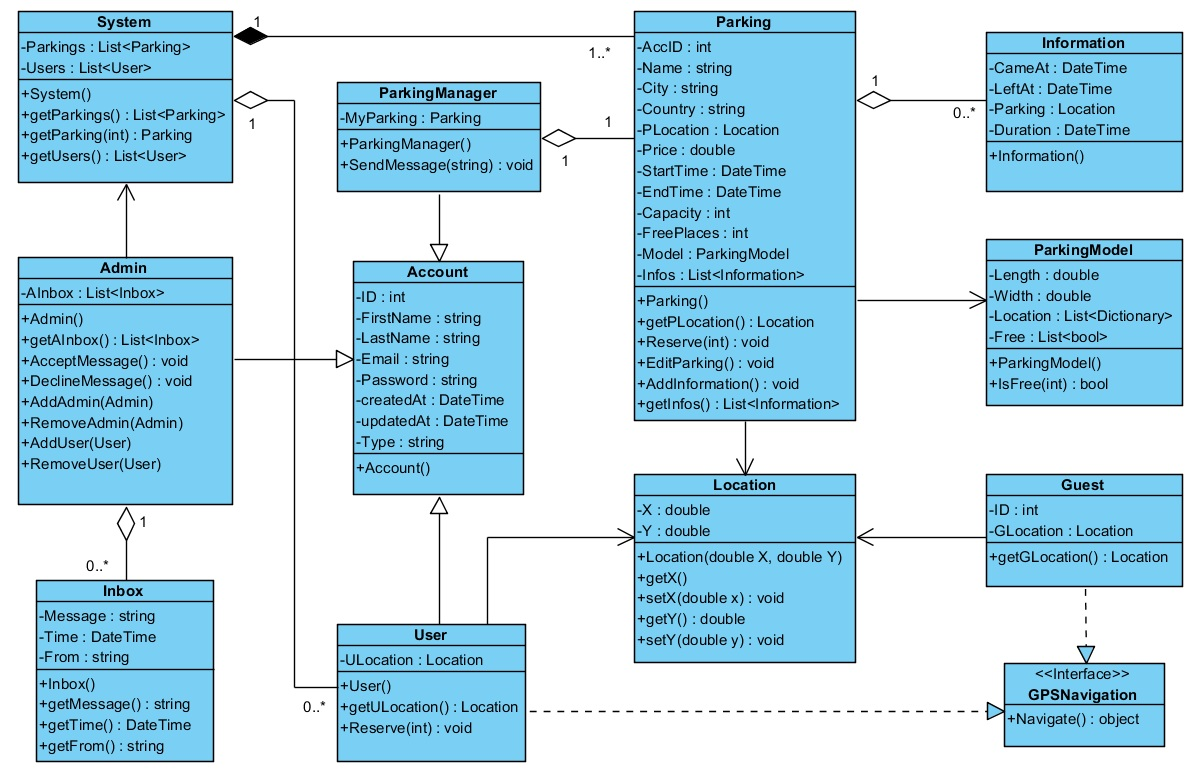 System
-Parkings : List<Parking>
-Users : List<User>
+System()
+getParkings() : List<Parking>
+getParking(int) : Parking
+getUsers() : List<User>
1
1..*
1
ParkingManager
-MyParking : Parking
+ParkingManager()
+SendMessage(string) : void
1
1
Parking
-AccID : int
-Name : string
-City : string
-Country : string
-PLocation : Location
-Price : double
-StartTime : DateTime
-EndTime : DateTime
-Capacity : int
-FreePlaces : int
-Model : ParkingModel
-Infos : List<Information>
+Parking()
+getPLocation() : Location
+Reserve(int) : void
+EditParking() : void
+AddInformation() : void
+getInfos() : List<Information>
1
0..*
Information
-CameAt : DateTime
-LeftAt : DateTime
-Parking : Location
-Duration : DateTime
+Information()
ParkingModel
-Length : double
-Width : double
-Location : List<Dictionary>
-Free : List<bool>
+ParkingModel()
+IsFree(int) : bool
Admin
-AInbox : List<Inbox>
+Admin()
+getAInbox() : List<Inbox>
+AcceptMessage() : void
+DeclineMessage() : void
+AddAdmin(Admin)
+RemoveAdmin(Admin)
+AddUser(User)
+RemoveUser(User)
1
0..*
Account
-ID : int
-FirstName : string
-LastName : string
-Email : string
-Password : string
-createdAt : DateTime
-updatedAt : DateTime
-Type : string
+Account()
Location
-X : double
-Y : double
+Location(double X, double Y)
+getX()
+setX(double x) : void
+getY() : double
+setY(double y) : void
Guest
-ID : int
-GLocation : Location
+getGLocation() : Location
Inbox
-Message : string
-Time : DateTime
-From : string
+Inbox()
+getMessage() : string
+getTime() : DateTime
+getFrom() : string
0..*
User
-ULocation : Location
+User()
+getULocation() : Location
+Reserve(int) : void
<<Interface>>
GPSNavigation
+Navigate() : object